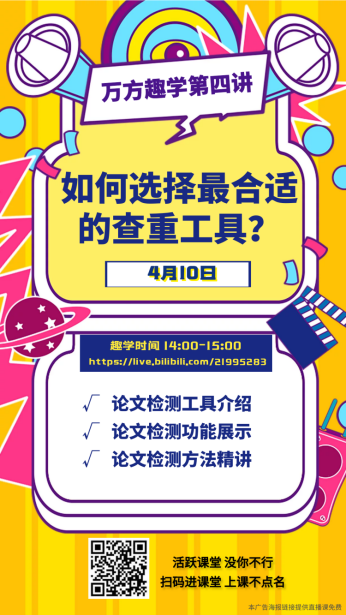 万方趣学第四讲
如何选择最合适
的查重工具?
4月10日
趣学时间 14:00-15:00
https://live.bilibili.com/21995283
√ 论文检测工具介绍
√ 论文检测功能展示
√ 论文检测方法精讲
活跃课堂 没你不行
扫码进课堂 上课不点名
本广告海报链接提供直播课免费